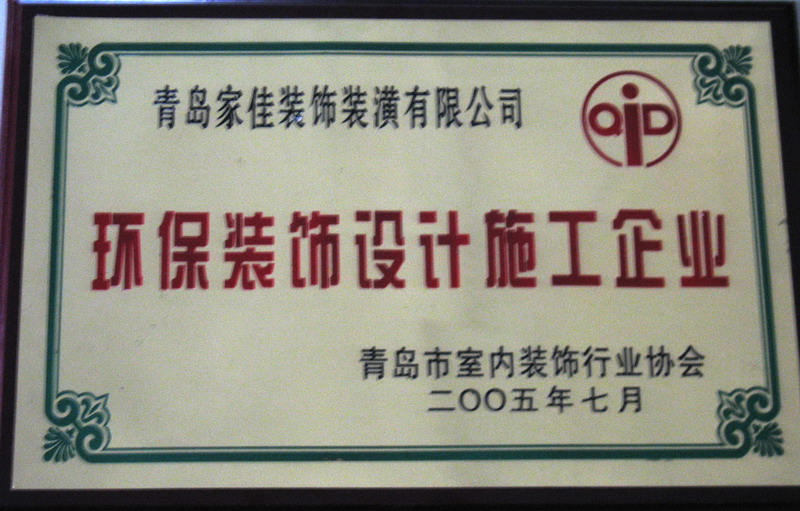 青岛家佳装饰装潢有限公司
QID
环保装饰设计施工企业
青岛市室内装饰行业协会
二〇〇五年七月